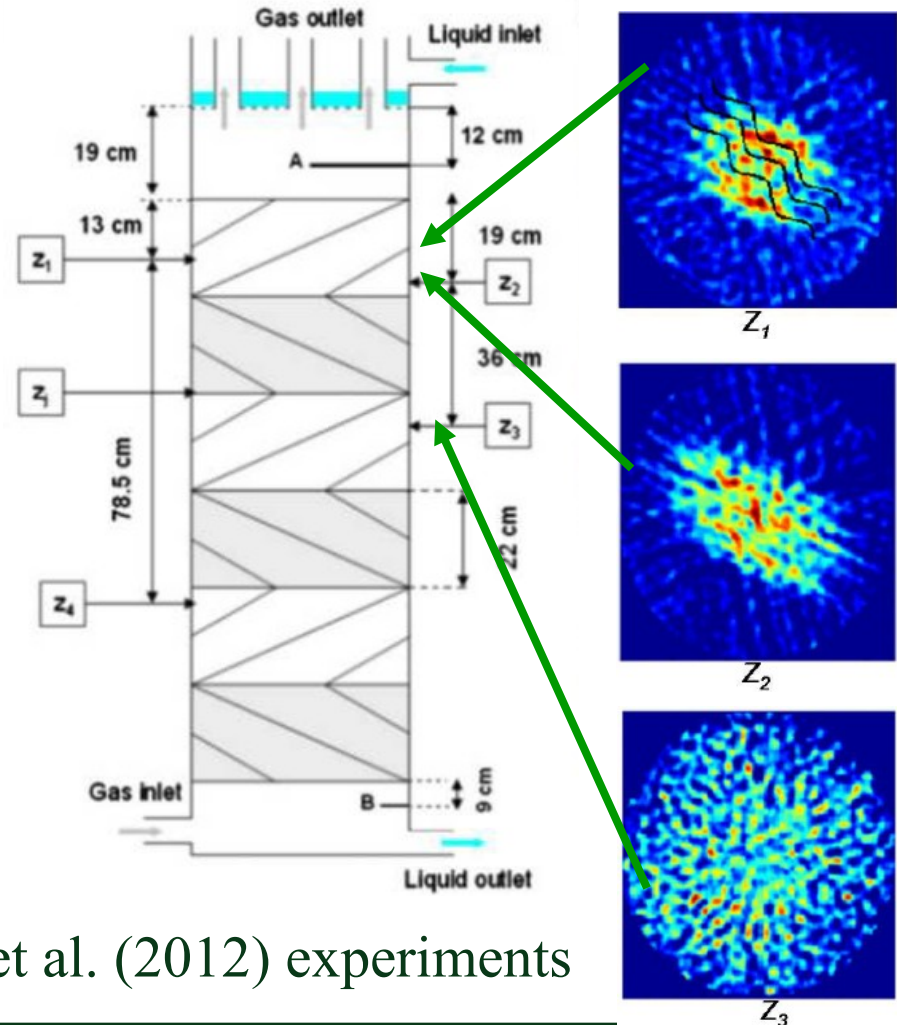 Gas outlet
Liquid inlet
12 cm
19 cm
A
13 cm
19 cm
z1
z2
36 cm
zj
z3
78.5 cm
22 cm
z4
Gas inlet
B
9 cm
Liquid outlet
Z1
Z2
Z3
et al. (2012) experiments